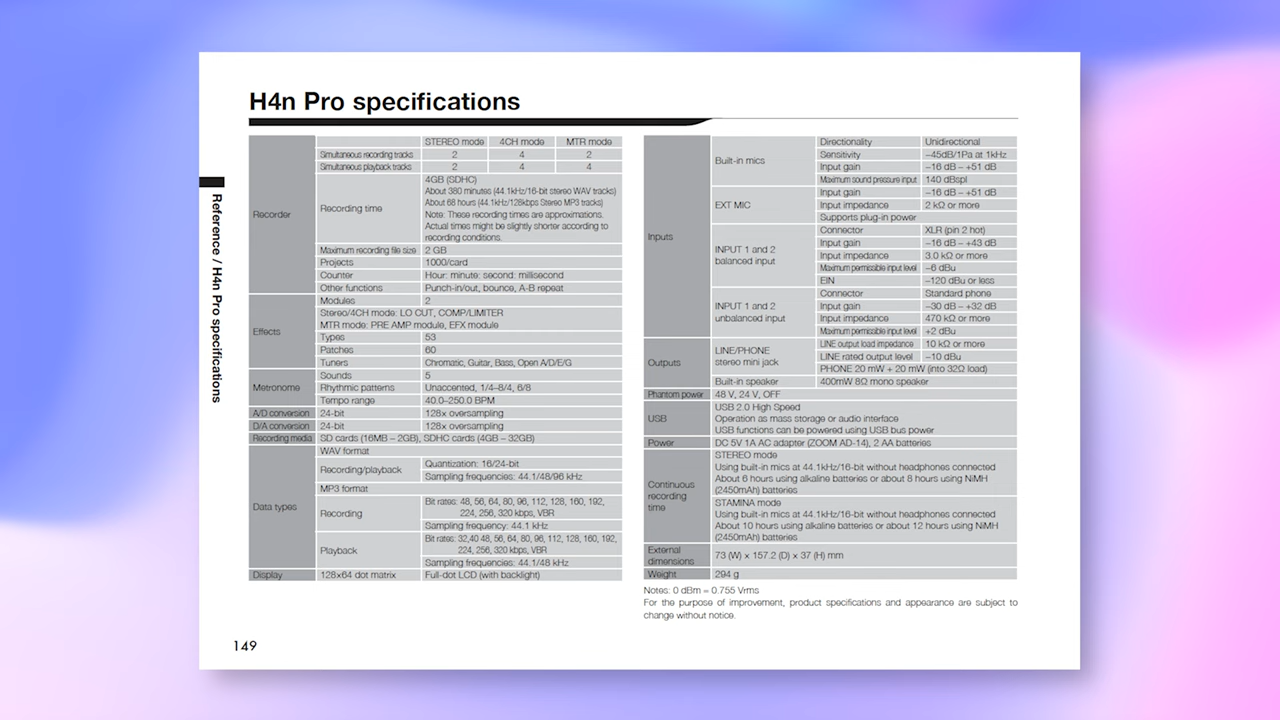 H4n Pro specifications
Reference / H4n Pro specifications
STEREO mode 4CH mode MTR mode
Recorder
Simultaneous recording tracks 2 4 2
Simultaneous playback tracks 2 4 4
Recording time
4GB (SDHC)
About 380 minutes (44.1kHz/16-bit stereo WAV tracks)
About 68 hours (44.1kHz/128kbps Stereo MP3 tracks)
Note: These recording times are approximations.
Actual times might be slightly shorter according to
recording conditions.
Maximum recording file size 2 GB
Projects 1000/card
Counter Hour: minute: second: millisecond
Other functions Punch-in/out, bounce, A-B repeat
Effects
Modules 2
Stereo/4CH mode: LO CUT, COMP/LIMITER
MTR mode: PRE AMP module, EFX module
Types 53
Patches 60
Tuners Chromatic, Guitar, Bass, Open A/D/E/G
Metronome
Sounds 5
Rhythmic patterns Unaccented, 1/4–8/4, 6/8
Tempo range 40.0–250.0 BPM
A/D conversion 24-bit 128x oversampling
D/A conversion 24-bit 128x oversampling
Recording media SD cards (16MB – 2GB), SDHC cards (4GB – 32GB)
Data types
WAV format
Recording/playback
Quantization: 16/24-bit
Sampling frequencies: 44.1/48/96 kHz
MP3 format
Recording
Bit rates: 48, 56, 64, 80, 96, 112, 128, 160, 192,
224, 256, 320 kbps, VBR
Sampling frequency: 44.1 kHz
Playback
Bit rates: 32,40 48, 56, 64, 80, 96, 112, 128, 160, 192,
224, 256, 320 kbps, VBR
Sampling frequencies: 44.1/48 kHz
Display 128x64 dot matrix Full-dot LCD (with backlight)
Inputs
Built-in mics
Directionality Unidirectional
Sensitivity –45dB/1Pa at 1kHz
Input gain –16 dB – +51 dB
Maximum sound pressure input 140 dBspl
EXT MIC
Input gain –16 dB – +51 dB
Input impedance 2 kΩ or more
Supports plug-in power
INPUT 1 and 2
balanced input
Connector XLR (pin 2 hot)
Input gain –16 dB – +43 dB
Input impedance 3.0 kΩ or more
Maximum permissible input level –6 dBu
EIN –120 dBu or less
INPUT 1 and 2
unbalanced input
Connector Standard phone
Input gain –30 dB – +32 dB
Input impedance 470 kΩ or more
Maximum permissible input level +2 dBu
Outputs
LINE/PHONE
stereo mini jack
LINE output load impedance 10 kΩ or more
LINE rated output level –10 dBu
PHONE 20 mW + 20 mW (into 32Ω load)
Built-in speaker 400mW 8Ω mono speaker
Phantom power 48 V, 24 V, OFF
USB
USB 2.0 High Speed
Operation as mass storage or audio interface
USB functions can be powered using USB bus power
Power DC 5V 1A AC adapter (ZOOM AD-14), 2 AA batteries
Continuous
recording
time
STEREO mode
Using built-in mics at 44.1kHz/16-bit without headphones connected
About 6 hours using alkaline batteries or about 8 hours using NiMH
(2450mAh) batteries
STAMINA mode
Using built-in mics at 44.1kHz/16-bit without headphones connected
About 10 hours using alkaline batteries or about 12 hours using NiMH
(2450mAh) batteries
External
dimensions
73 (W) × 157.2 (D) × 37 (H) mm
Weight 294 g
Notes: 0 dBm = 0.755 Vrms
For the purpose of improvement, product specifications and appearance are subject to
change without notice.
149